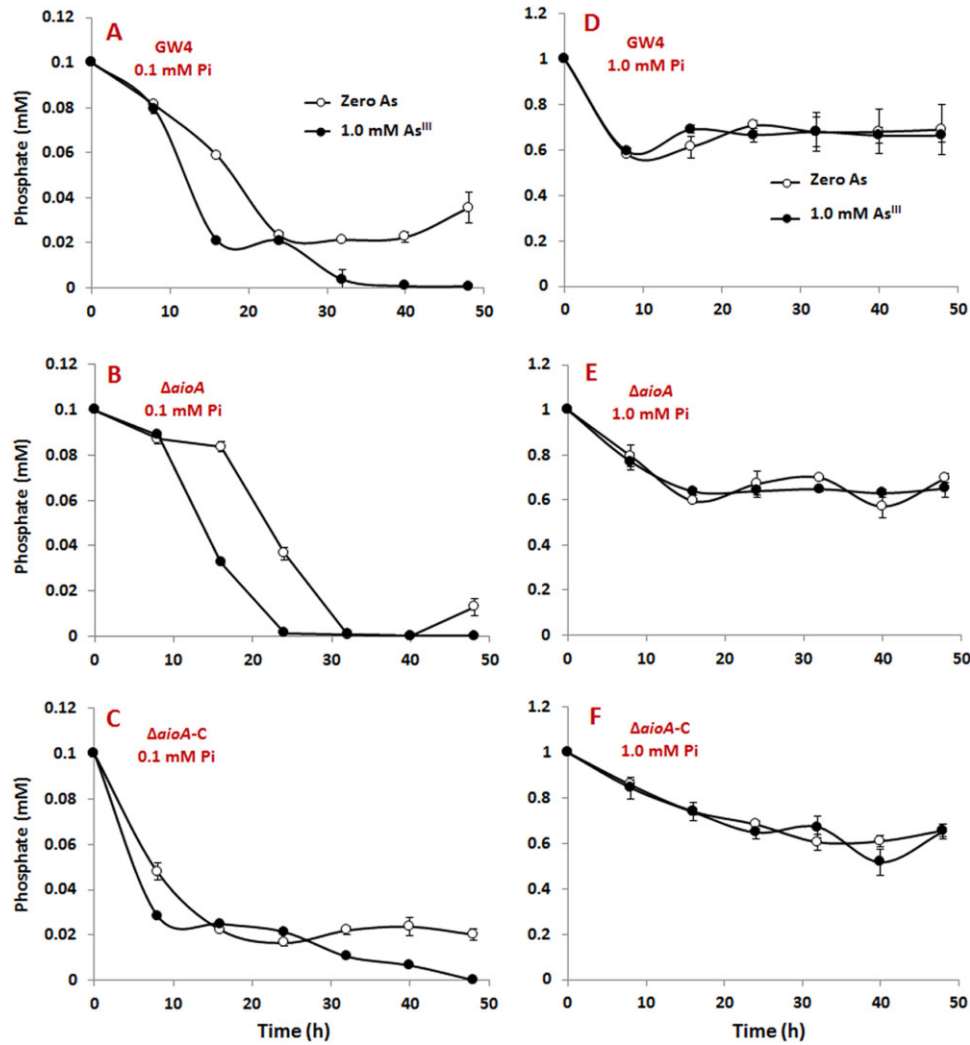 A
GW4
0.1 mM Pi
Zero As
1.0 mM AsIII
Phosphate (mM)
0.12
0.1
0.08
0.06
0.04
0.02
0
0 10 20 30 40 50
D
GW4
1.0 mM Pi
Zero As
1.0 mM AsIII
1.2
1
0.8
0.6
0.4
0.2
0
0 10 20 30 40 50
B
ΔaioA
0.1 mM Pi
Phosphate (mM)
0.12
0.1
0.08
0.06
0.04
0.02
0
0 10 20 30 40 50
E
ΔaioA
1.0 mM Pi
1.2
1
0.8
0.6
0.4
0.2
0
0 10 20 30 40 50
C
ΔaioA-C
0.1 mM Pi
Phosphate (mM)
0.12
0.1
0.08
0.06
0.04
0.02
0
0 10 20 30 40 50
Time (h)
F
ΔaioA-C
1.0 mM Pi
1.2
1
0.8
0.6
0.4
0.2
0
0 10 20 30 40 50
Time (h)